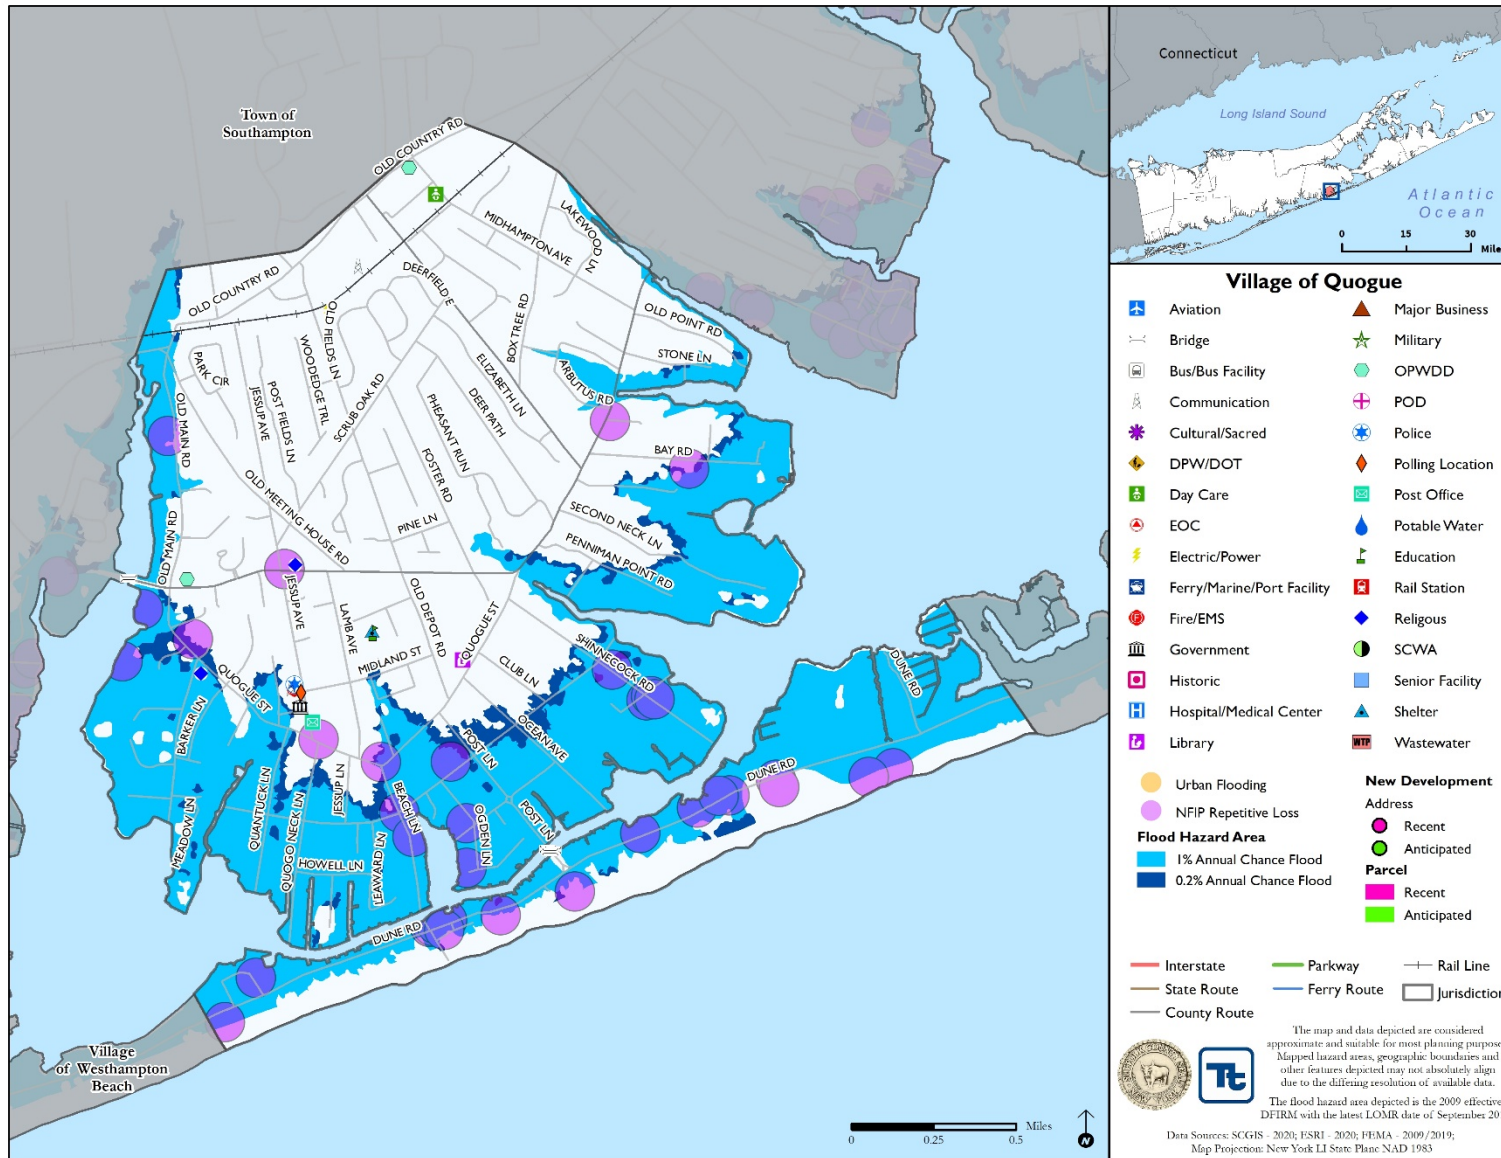 Town of
Southampton
OLD COUNTRY RD
MIDHAMPTON AVE
LAKEWOOD LN
OLD COUNTRY RD
DEERFIELD E
OLD FIELDS LN
WOODEDGE TRL
BOX TREE RD
OLD POINT RD
STONE LN
ARBUTUS RD
ELIZABETH LN
DEER PATH
PARK CIR
JESSUP AVE
POST FIELDS LN
SCRUB OAK RD
PHEASANT RUN
FOSTER RD
OLD MAIN RD
BAY RD
OLD MEETING HOUSE RD
PINE LN
SECOND NECK LN
PENNIMAN POINT RD
OLD MAIN RD
JESSUP AVE
LAMB AVE
OLD DEPOT RD
QUOGUE ST
MIDLAND ST
CLUB LN
SHINNECOCK RD
DUNE RD
QUOGUE ST
BARKER LN
OCEAN AVE
POST LN
DUNE RD
QUANTUCK LN
JESSUP LN
BEACH LN
MEADOW LN
QUOGO NECK LN
OGDEN LN
POST LN
HOWELL LN
LEAWARD LN
DUNE RD
Village
of Westhampton
Beach
0 0.25 0.5 Miles
N
Connecticut
Long Island Sound
Atlantic
Ocean
0 15 30
Mile
Village of Quogue
Aviation
Bridge
Bus/Bus Facility
Communication
Cultural/Sacred
DPW/DOT
Day Care
EOC
Electric/Power
Ferry/Marine/Port Facility
Fire/EMS
Government
Historic
Hospital/Medical Center
Library
Major Business
Military
OPWDD
POD
Police
Polling Location
Post Office
Potable Water
Education
Rail Station
Religous
SCWA
Senior Facility
Shelter
WTP Wastewater
Urban Flooding
NFIP Repetitive Loss
Flood Hazard Area
1% Annual Chance Flood
0.2% Annual Chance Flood
New Development
Address
Recent
Anticipated
Parcel
Recent
Anticipated
Interstate
State Route
County Route
Parkway
Ferry Route
Rail Line
Jurisdiction
Tt
The map and data depicted are considered
approximate and suitable for most planning purpose
Mapped hazard areas, geographic boundaries and
other features depicted may not absolutely align
due to the differing resolution of available data.
The flood hazard area depicted is the 2009 effective
DFIRM with the latest LOMR date of September 20
Data Sources: SCGIS - 2020; ESRI - 2020; FEMA - 2009/2019;
Map Projection: New York LI State Plane NAD 1983